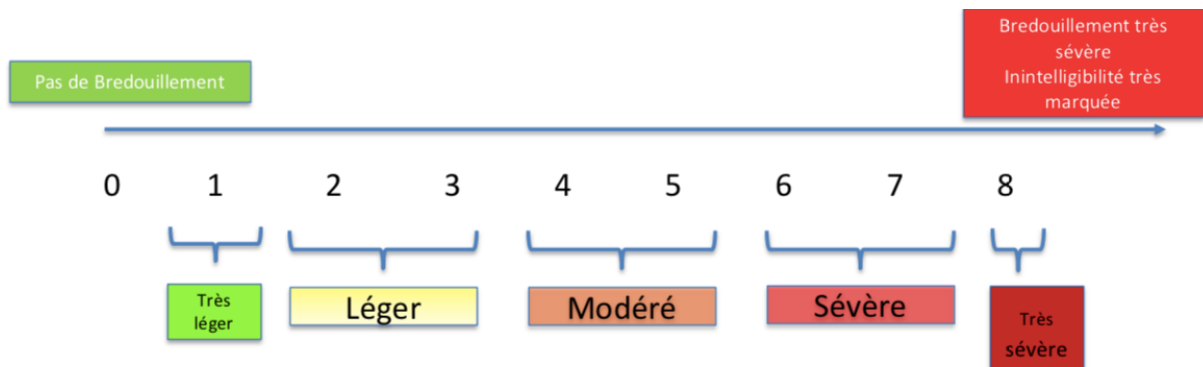 Bredouillement très
sévère
Inintelligibilité très
marquée
Pas de Bredouillement
0 1 2 3 4 5 6 7 8
Très
léger
Léger
Modéré
Sévère
Très
sévère